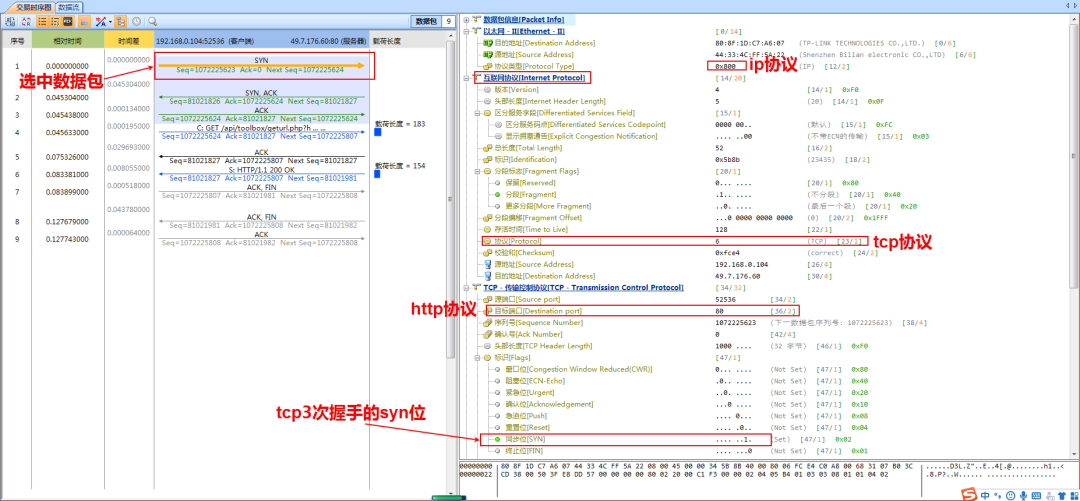 交易时序图 数据流
数据包 9
序号 相对时间 时间差 192.168.0.104:52536 (客户端) 49.7.176.60:80 (服务器) 载荷长度
1 0.000000000 0.000000000 SYN
Seq=1072225623 Ack=0 Next Seq=1072225624
选中数据包
0.045304000
2 0.045304000 SYN, ACK
Seq=81021826 Ack=1072225624 Next Seq=81021827
0.000134000
3 0.045438000 ACK
Seq=1072225624 Ack=81021827 Next Seq=1072225624
0.000195000
4 0.045633000 C: GET /api/toolbox/geturl.php?h ... 载荷长度 = 183
Seq=1072225624 Ack=81021827 Next Seq=1072225807
0.029693000
5 0.075326000 ACK
Seq=81021827 Ack=1072225807 Next Seq=81021827
0.008055000
6 0.083381000 S: HTTP/1.1 200 OK 载荷长度 = 154
Seq=81021827 Ack=1072225807 Next Seq=81021981
0.000518000
7 0.083899000 ACK, FIN
Seq=1072225807 Ack=81021981 Next Seq=1072225808
0.043780000
8 0.127679000 ACK, FIN
Seq=81021981 Ack=1072225808 Next Seq=81021982
0.000064000
9 0.127743000 ACK
Seq=1072225808 Ack=81021982 Next Seq=1072225808
数据包信息[Packet Info]
以太网 - II[Ethernet - II] [0/14]
目的地址[Destination Address] 80:8F:1D:C7:A6:07 (TP-LINK TECHNOLOGIES CO.,LTD.) [0/6]
源地址[Source Address] 44:33:4C:FF:5A:22 (Shenzhen Bilian electronic CO.,LTD) [6/6]
协议类型[Protocol Type] 0x800 (IP) [12/2]
ip协议
互联网协议[Internet Protocol] [14/20]
版本[Version] 4 [14/1] 0xF0
头部长度[Internet Header Length] 5 (20) [14/1] 0x0F
区分服务字段[Differentiated Services Field] [15/1]
区分服务码点[Differentiated Services Codepoint] 0000 00.. (默认) [15/1] 0xFC
显示拥塞通告[Explicit Congestion Notification] .... ..00 (不带ECN的传输) [15/1] 0x03
总长度[Total Length] 52 [16/2]
标识[Identification] 0x5b8b (23435) [18/2]
分段标志[Fragment Flags] [20/1]
保留[Reserved] 0... .... [20/1] 0x80
分段[Fragment] .1.. .... (不分段) [20/1] 0x40
更多分段[More Fragment] ..0. .... (最后一个段) [20/1] 0x20
分段偏移[Fragment Offset] ...0 0000 0000 0000 (0) [20/2] 0x1FFF
存活时间[Time to Live] 128 [22/1]
协议[Protocol] 6 (TCP) [23/1]
tcp协议
校验和[Checksum] 0xfce4 (correct) [24/2]
源地址[Source Address] 192.168.0.104 [26/4]
目的地址[Destination Address] 49.7.176.60 [30/4]
TCP - 传输控制协议[TCP - Transmission Control Protocol] [34/32]
源端口[Source port] 52536 [34/2]
http协议
目标端口[Destination port] 80 [36/2]
序列号[Sequence Number] 1072225623 (下一数据包序列号: 1072225623) [38/4]
确认号[Ack Number] 0 [42/4]
头部长度[TCP Header Length] 1000 .... (32 字节) [46/1] 0xF0
标识[Flags] [47/1]
窗口位[Congestion Window Reduced(CWR)] 0... .... (Not Set) [47/1] 0x80
阻塞位[ECN-Echo] .0.. .... (Not Set) [47/1] 0x40
紧急位[Urgent] ..0. .... (Not Set) [47/1] 0x20
确认位[Acknowledgement] ...0 .... (Not Set) [47/1] 0x10
急迫位[Push] .... 0... (Not Set) [47/1] 0x08
重置位[Reset] .... .0.. (Not Set) [47/1] 0x04
tcp3次握手的syn位
同步位[SYN] .... ..1. (Set) [47/1] 0x02
终止位[FIN] .... ...0 (Not Set) [47/1] 0x01
00000000 80 8F 1D C7 A6 07 44 33 4C FF 5A 22 08 00 45 00 00 34 5B 8B 40 00 80 06 FC E4 C0 A8 00 68 31 07 B0 3C
00000022 CD 38 00 50 3F E8 DD 57 00 00 00 00 80 02 20 00 C1 F3 00 00 02 04 05 B4 01 03 03 08 01 01 04 02